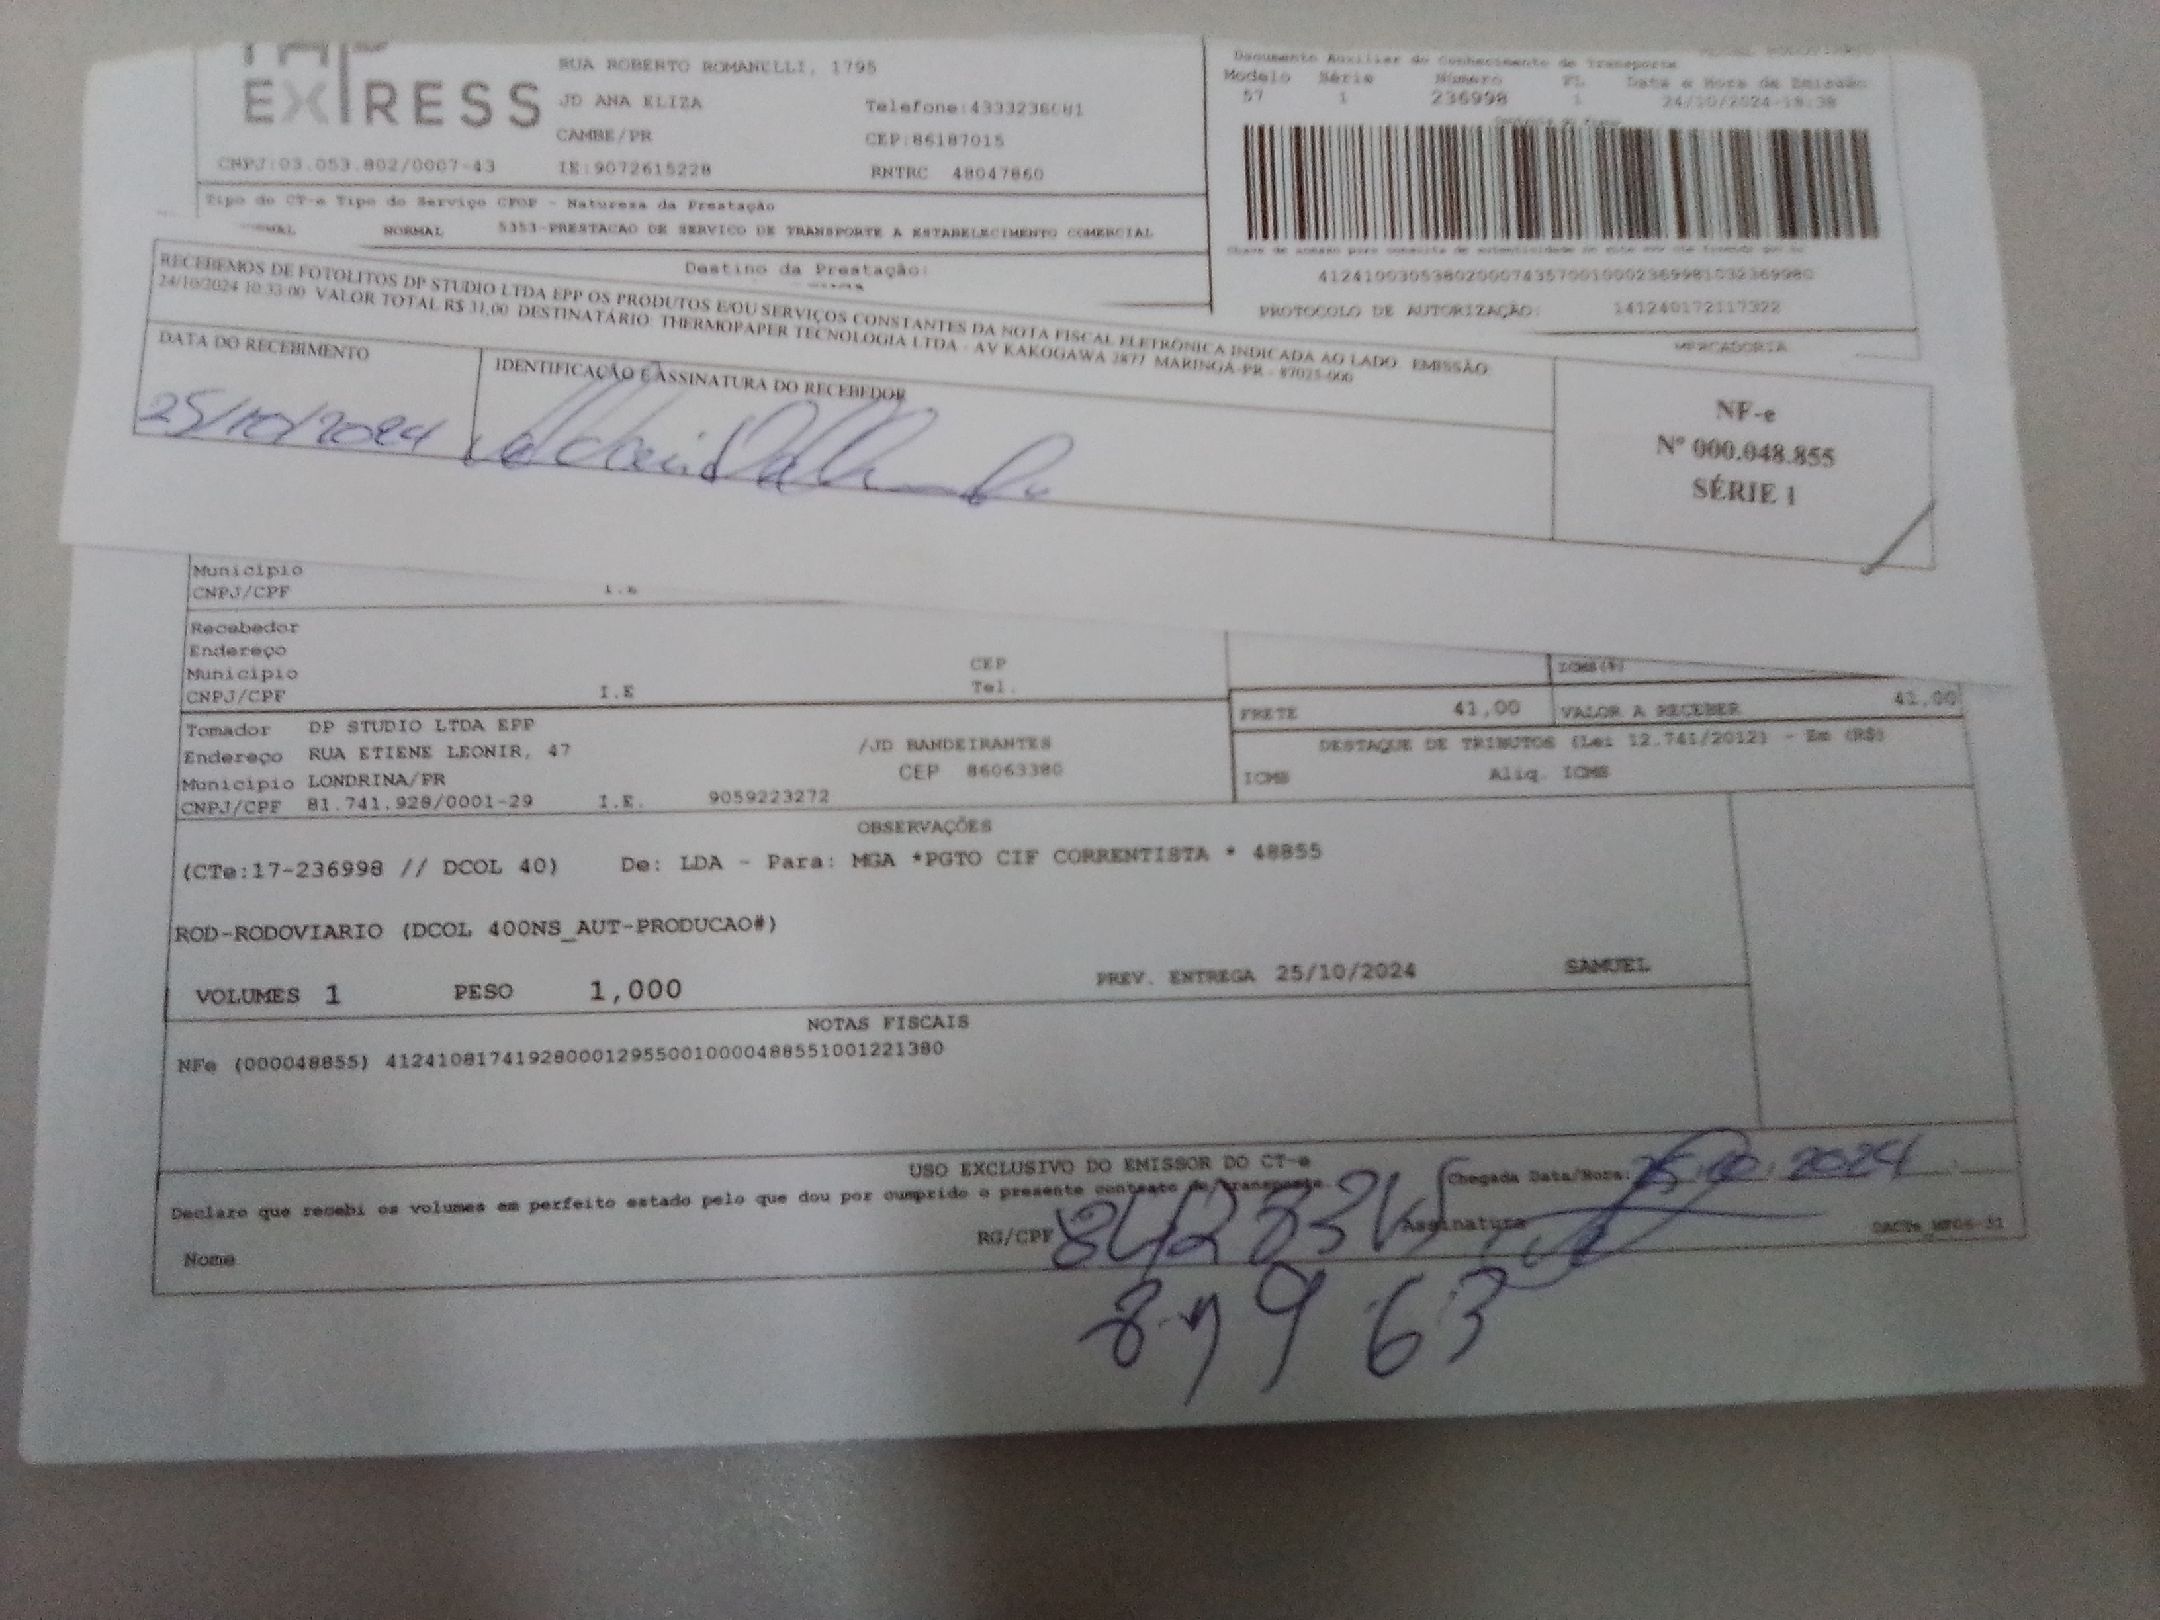 EXPRESS
RUA ROBERTO ROMANELLI, 1795
JD ANA ELIZA
CAMBE/PR
CEP:86187015
CNPJ:03.053.802/0007-43
IE:9072615228
RNTRC 48047860
Documento Auxiliar do Conhecimento de Transporte
Modelo Série Número FL Data e Hora de Emissão
57 1 236998 1 24/10/2024-18:38
Tipo do CT-e Tipo do Serviço CFOP - Natureza da Prestação
NORMAL 5353-PRESTACAO DE SERVICO DE TRANSPORTE A ESTABELECIMENTO COMERCIAL
Destino da Prestação:
41241003053802000743570010002369981032369980
PROTOCOLO DE AUTORIZAÇÃO: 141240172117322
MERCADORIA
RECEBEMOS DE FOTOLITOS DP STUDIO LTDA EPP OS PRODUTOS E/OU SERVIÇOS CONSTANTES DA NOTA FISCAL ELETRÔNICA INDICADA AO LADO. EMISSÃO
24/10/2024 10:33:00 VALOR TOTAL R$ 31,00 DESTINATÁRIO: THERMOPAPER TECNOLOGIA LTDA - AV KAKOGAWA 2877 MARINGÁ-PR - 87025-000
DATA DO RECEBIMENTO
IDENTIFICAÇÃO E ASSINATURA DO RECEBEDOR
25/10/2024
NF-e
Nº 000.048.855
SÉRIE 1
Município
CNPJ/CPF I.E
Recebedor
Endereço
Município CEP
CNPJ/CPF I.E Tel.
ICMS($)
FRETE 41,00 VALOR A RECEBER 41,00
Tomador DP STUDIO LTDA EPP
Endereço RUA ETIENE LEONIR, 47 /JD BANDEIRANTES
Município LONDRINA/PR CEP 86063380
CNPJ/CPF 81.741.928/0001-29 I.E. 9059223272
DESTAQUE DE TRIBUTOS (Lei 12.741/2012) - Em (R$)
ICMS Aliq. ICMS
OBSERVAÇÕES
(CTe:17-236998 // DCOL 40) De: LDA - Para: MGA *PGTO CIF CORRENTISTA * 48855
ROD-RODOVIARIO (DCOL 400NS_AUT-PRODUCAO#)
VOLUMES 1 PESO 1,000 PREV. ENTREGA 25/10/2024 SAMUEL
NOTAS FISCAIS
NFe (000048855) 41241081741928000129550010000488551001221380
USO EXCLUSIVO DO EMISSOR DO CT-e
Declaro que recebi os volumes em perfeito estado pelo que dou por cumprido o presente contrato de transporte.
Chegada Data/Hora: 25.10.2024
Nome RG/CPF Assinatura